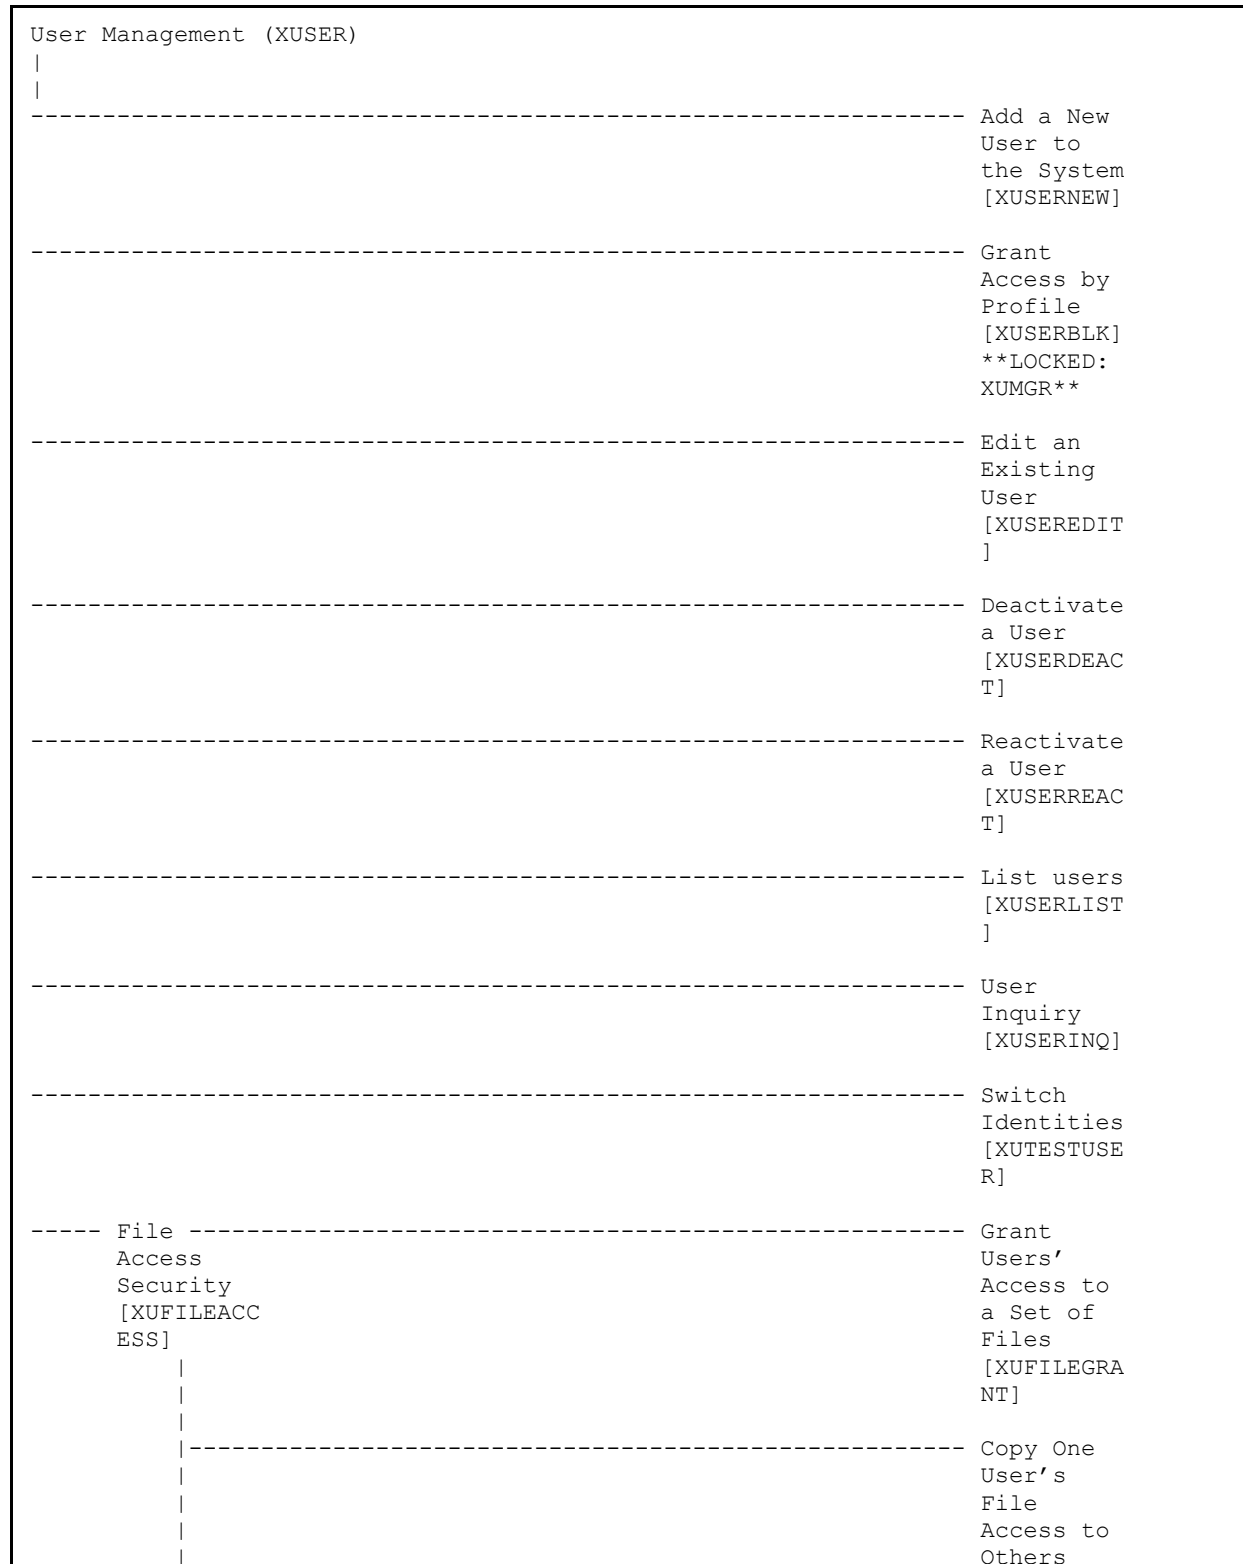 User Management (XUSER)
|
|
----------------------------------------------------------------- Add a New
User to
the System
[XUSERNEW]
----------------------------------------------------------------- Grant
Access by
Profile
[XUSERBLK]
**LOCKED:
XUMGR**
----------------------------------------------------------------- Edit an
Existing
User
[XUSEREDIT
]
----------------------------------------------------------------- Deactivate
a User
[XUSERDEAC
T]
----------------------------------------------------------------- Reactivate
a User
[XUSERREAC
T]
----------------------------------------------------------------- List users
[XUSERLIST
]
----------------------------------------------------------------- User
Inquiry
[XUSERINQ]
----------------------------------------------------------------- Switch
Identities
[XUTESTUSE
R]
----- File ------------------------------------------------------ Grant
Access Users’
Security Access to
[XUFILEACC a Set of
ESS] Files
| [XUFILEGRA
| NT]
|
|------------------------------------------------------ Copy One
| User’s
| File
| Access to
| Others